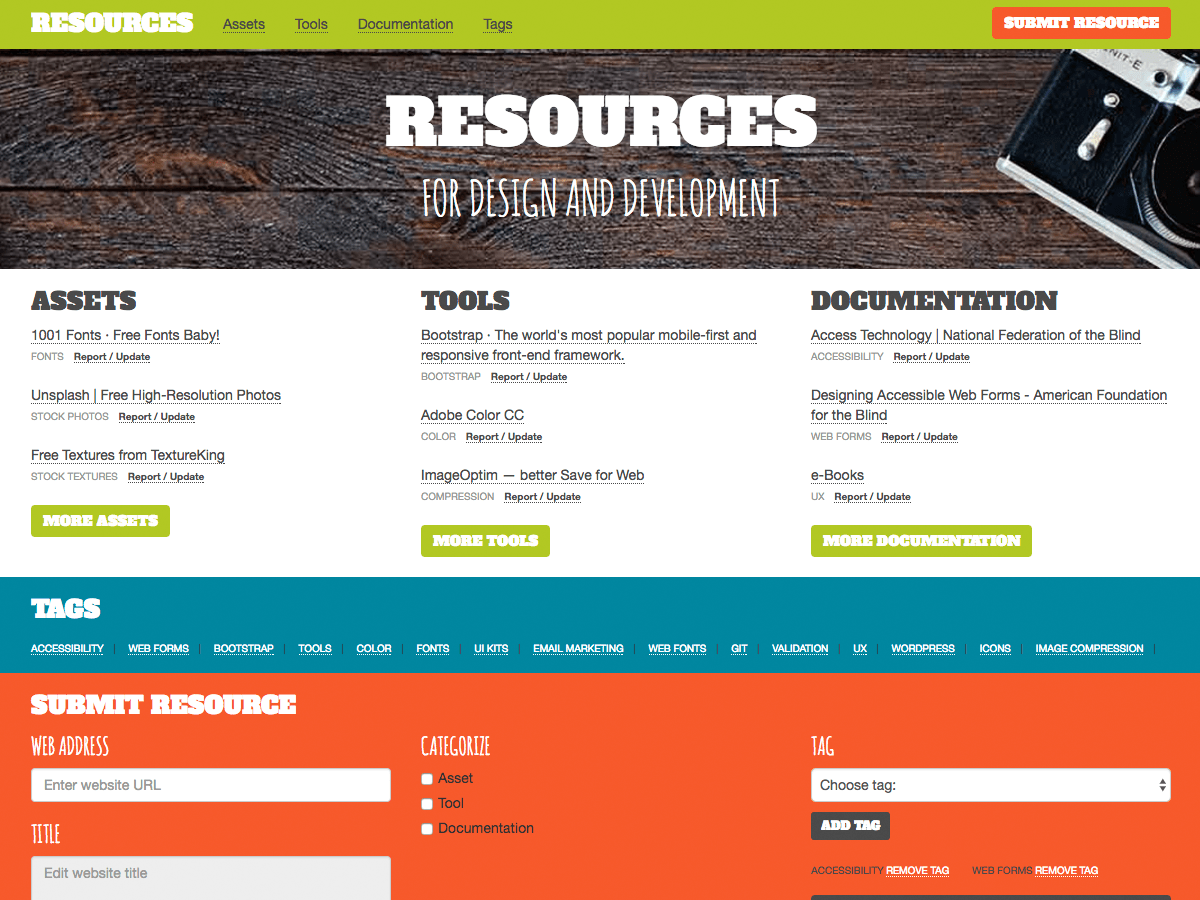 RESOURCES Assets Tools Documentation Tags SUBMIT RESOURCE
NIT-E
RESOURCES
FOR DESIGN AND DEVELOPMENT
ASSETS
1001 Fonts · Free Fonts Baby!
FONTS Report / Update
Unsplash | Free High-Resolution Photos
STOCK PHOTOS Report / Update
Free Textures from TextureKing
STOCK TEXTURES Report / Update
MORE ASSETS
TOOLS
Bootstrap · The world's most popular mobile-first and
responsive front-end framework.
BOOTSTRAP Report / Update
Adobe Color CC
COLOR Report / Update
ImageOptim — better Save for Web
COMPRESSION Report / Update
MORE TOOLS
DOCUMENTATION
Access Technology | National Federation of the Blind
ACCESSIBILITY Report / Update
Designing Accessible Web Forms - American Foundation
for the Blind
WEB FORMS Report / Update
e-Books
UX Report / Update
MORE DOCUMENTATION
TAGS
ACCESSIBILITY | WEB FORMS | BOOTSTRAP | TOOLS | COLOR | FONTS | UI KITS | EMAIL MARKETING | WEB FONTS | GIT | VALIDATION | UX | WORDPRESS | ICONS | IMAGE COMPRESSION |
SUBMIT RESOURCE
WEB ADDRESS
Enter website URL
TITLE
Edit website title
CATEGORIZE
Asset
Tool
Documentation
TAG
Choose tag:
ADD TAG
ACCESSIBILITY REMOVE TAG WEB FORMS REMOVE TAG